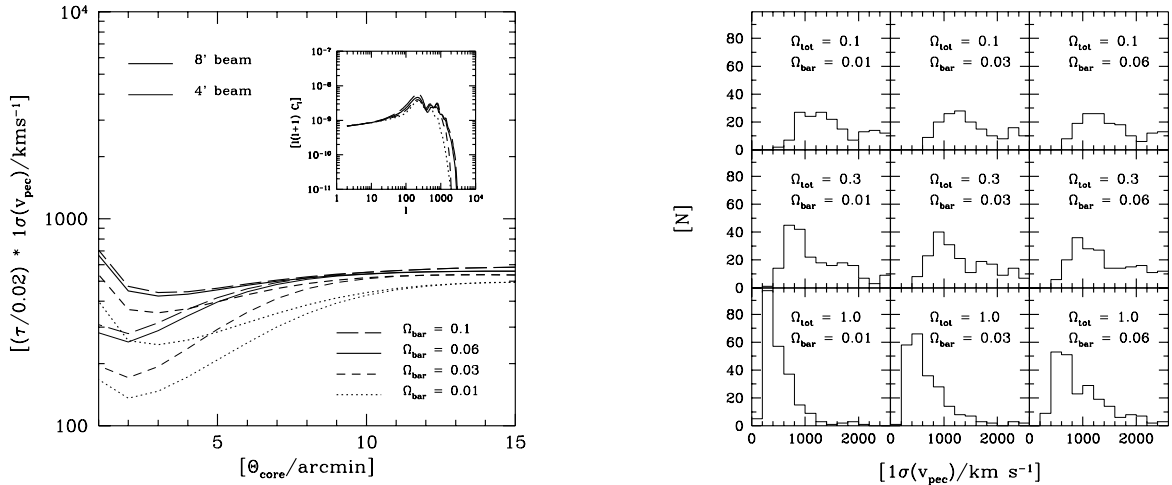 10⁴
8' beam
4' beam
10⁻⁷
10⁻⁸
10⁻⁹
10⁻¹⁰
10⁻¹¹
[l(l+1) C_l]
1 10 100 1000 10⁴
l
1000
100
[(τ/0.02) * 1σ(v_pec)/kms⁻¹]
Ω_bar = 0.1
Ω_bar = 0.06
Ω_bar = 0.03
Ω_bar = 0.01
5 10 15
[Θ_core/arcmin]
[N]
80
60
40
20
0
Ω_tot = 0.1
Ω_bar = 0.01
Ω_tot = 0.1
Ω_bar = 0.03
Ω_tot = 0.1
Ω_bar = 0.06
80
60
40
20
0
Ω_tot = 0.3
Ω_bar = 0.01
Ω_tot = 0.3
Ω_bar = 0.03
Ω_tot = 0.3
Ω_bar = 0.06
80
60
40
20
0
Ω_tot = 1.0
Ω_bar = 0.01
Ω_tot = 1.0
Ω_bar = 0.03
Ω_tot = 1.0
Ω_bar = 0.06
0 1000 2000 0 1000 2000 0 1000 2000
[1σ(v_pec)/km s⁻¹]